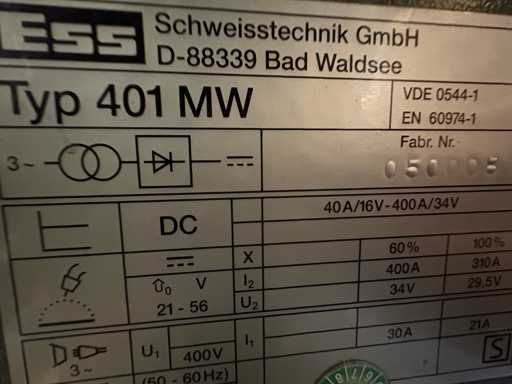 ESS Schweisstechnik GmbH
D-88339 Bad Waldsee
Typ 401 MW
VDE 0544-1
EN 60974-1
Fabr. Nr.
3~
DC
40A/16V-400A/34V
X 60% 100%
U₀ V
21 - 56
I₂ 400A 310A
U₂ 34V 29,5V
3~
(50 - 60Hz)
U₁ 400V I₁ 30A 21A
S